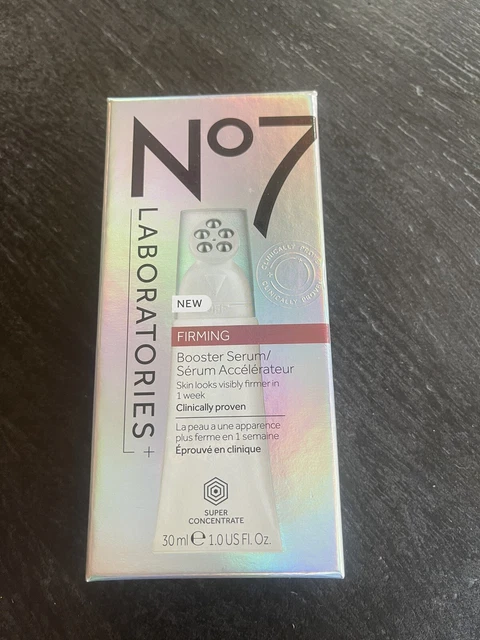 No7
LABORATORIES
CLINICALLY PROVEN
NEW
FIRMING
Booster Serum/
Sérum Accélérateur
Skin looks visibly firmer in
1 week
Clinically proven
La peau a une apparence
plus ferme en 1 semaine
Éprouvé en clinique
SUPER
CONCENTRATE
30 ml ℮ 1.0 US Fl. Oz.